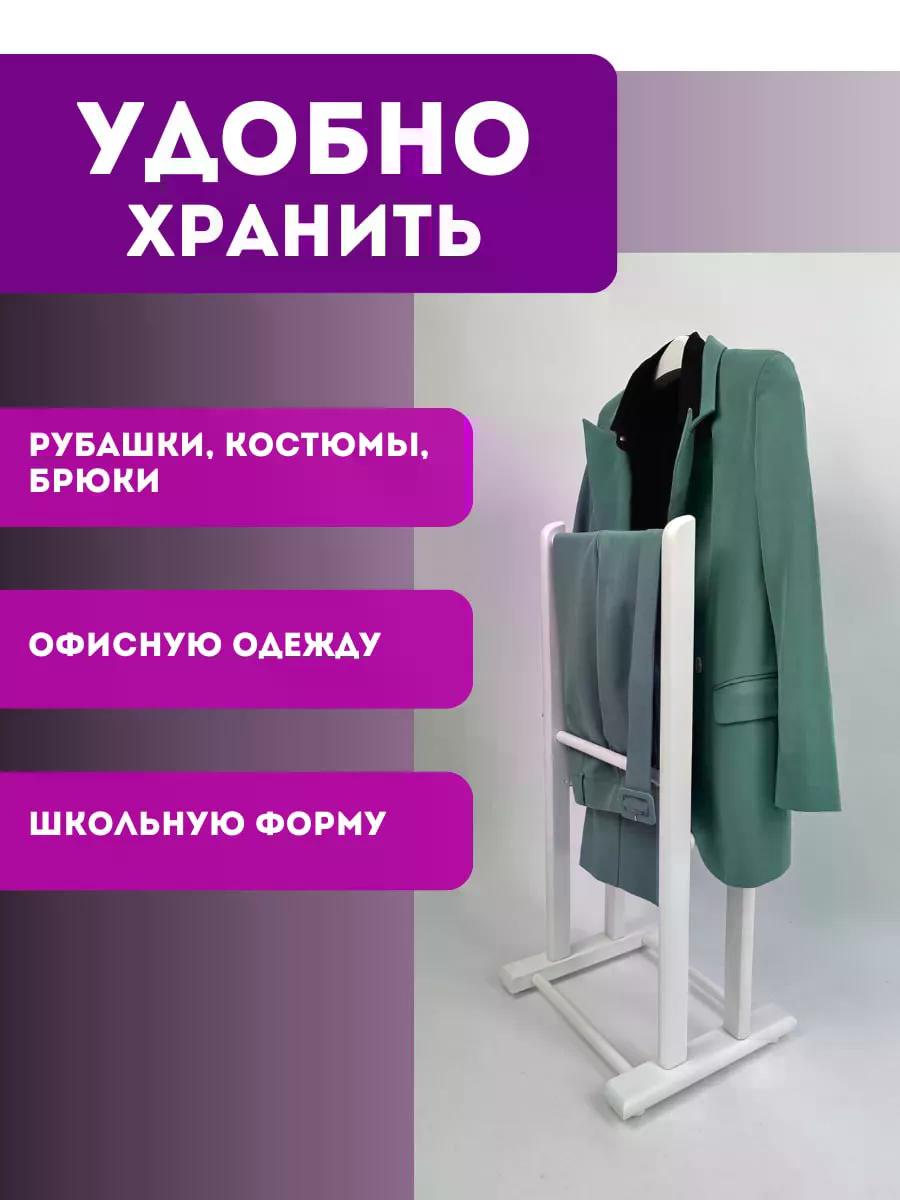 УДОБНО
ХРАНИТЬ
РУБАШКИ, КОСТЮМЫ,
БРЮКИ
ОФИСНУЮ ОДЕЖДУ
ШКОЛЬНУЮ ФОРМУ